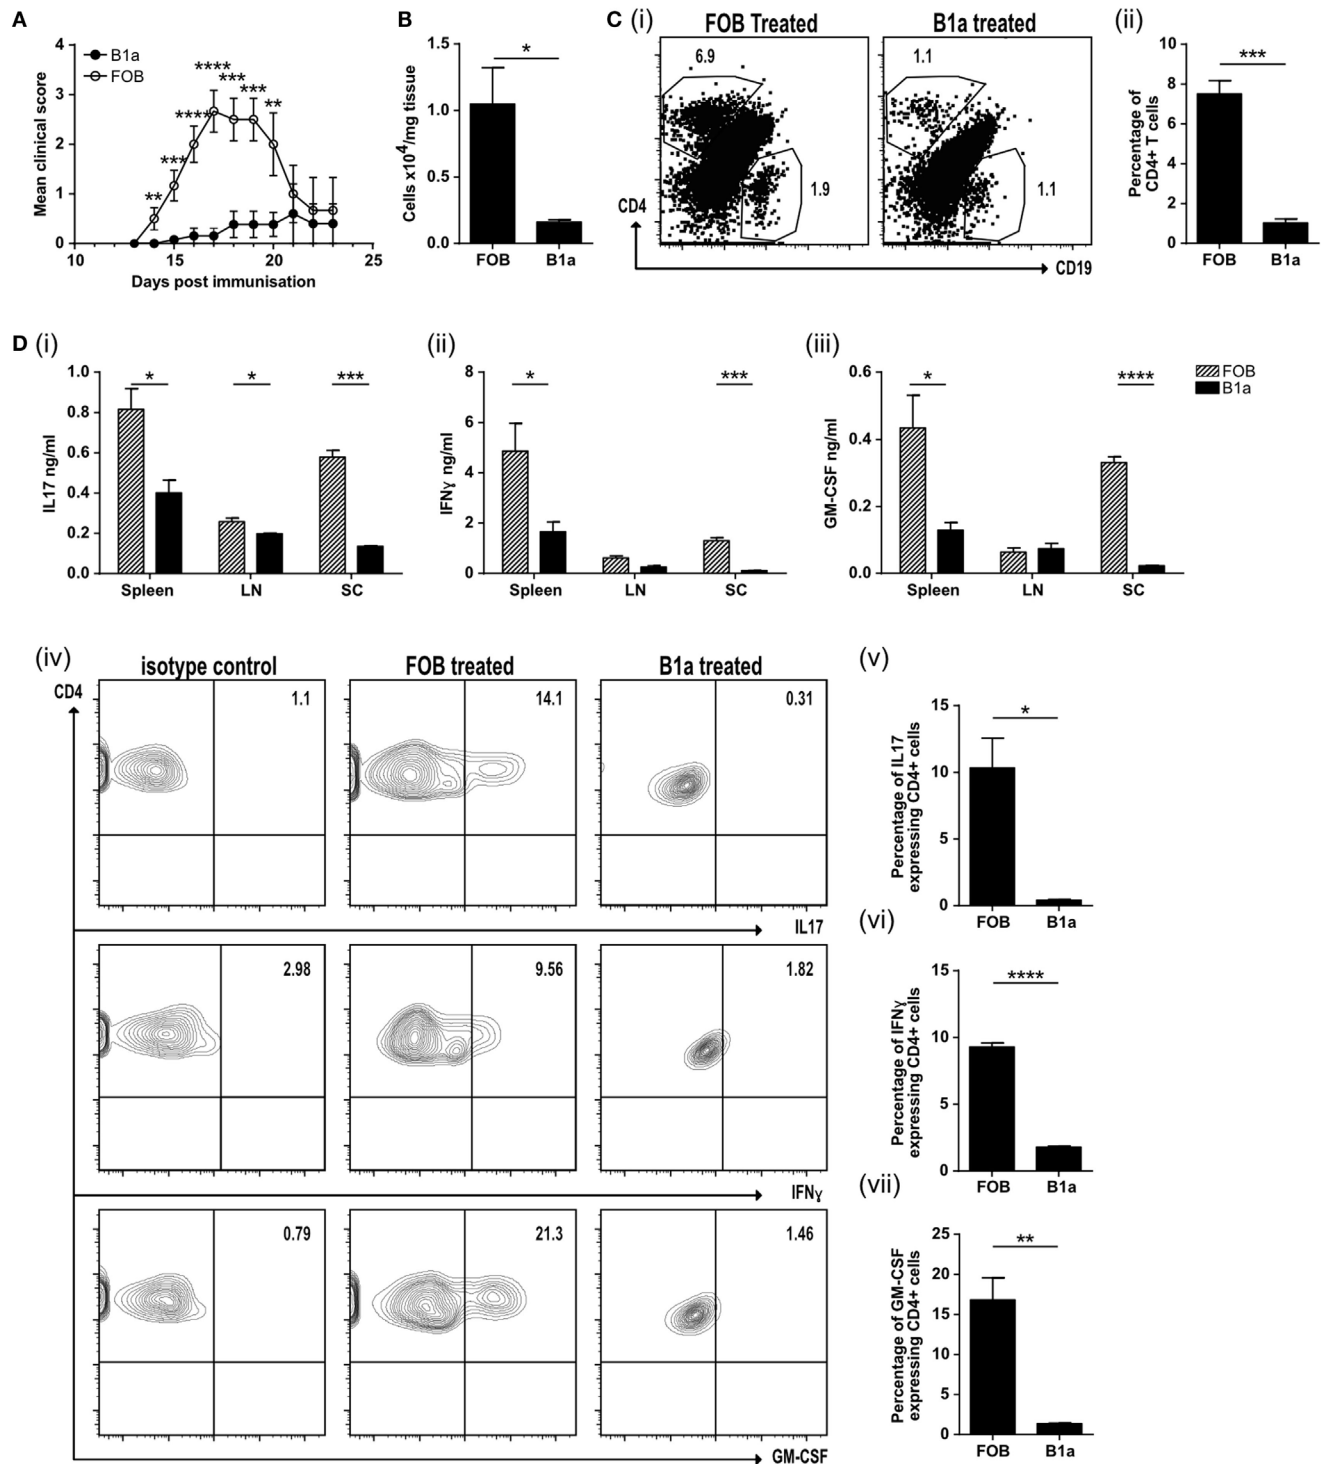 A
B1a
FOB
4
3
2
1
0
10
15
20
25
Mean clinical score
Days post immunisation
**
***
****
****
***
***
**
B
Cells x10^4/mg tissue
1.5
1.0
0.5
0.0
*
FOB
B1a
C (i)
FOB Treated
B1a treated
6.9
1.9
1.1
1.1
CD4
CD19
(ii)
Percentage of
CD4+ T cells
10
8
6
4
2
0
***
FOB
B1a
D (i)
IL17 ng/ml
1.0
0.8
0.6
0.4
0.2
0.0
*
*
***
Spleen
LN
SC
(ii)
IFNɣ ng/ml
8
6
4
2
0
*
***
Spleen
LN
SC
(iii)
GM-CSF ng/ml
0.6
0.4
0.2
0.0
*
****
Spleen
LN
SC
FOB
B1a
(iv)
isotype control
FOB treated
B1a treated
CD4
1.1
14.1
0.31
IL17
2.98
9.56
1.82
IFNɣ
0.79
21.3
1.46
GM-CSF
(v)
Percentage of IL17
expressing CD4+ cells
15
10
5
0
*
FOB
B1a
(vi)
Percentage of IFNɣ
expressing CD4+ cells
15
10
5
0
****
FOB
B1a
(vii)
Percentage of GM-CSF
expressing CD4+ cells
25
20
15
10
5
0
**
FOB
B1a